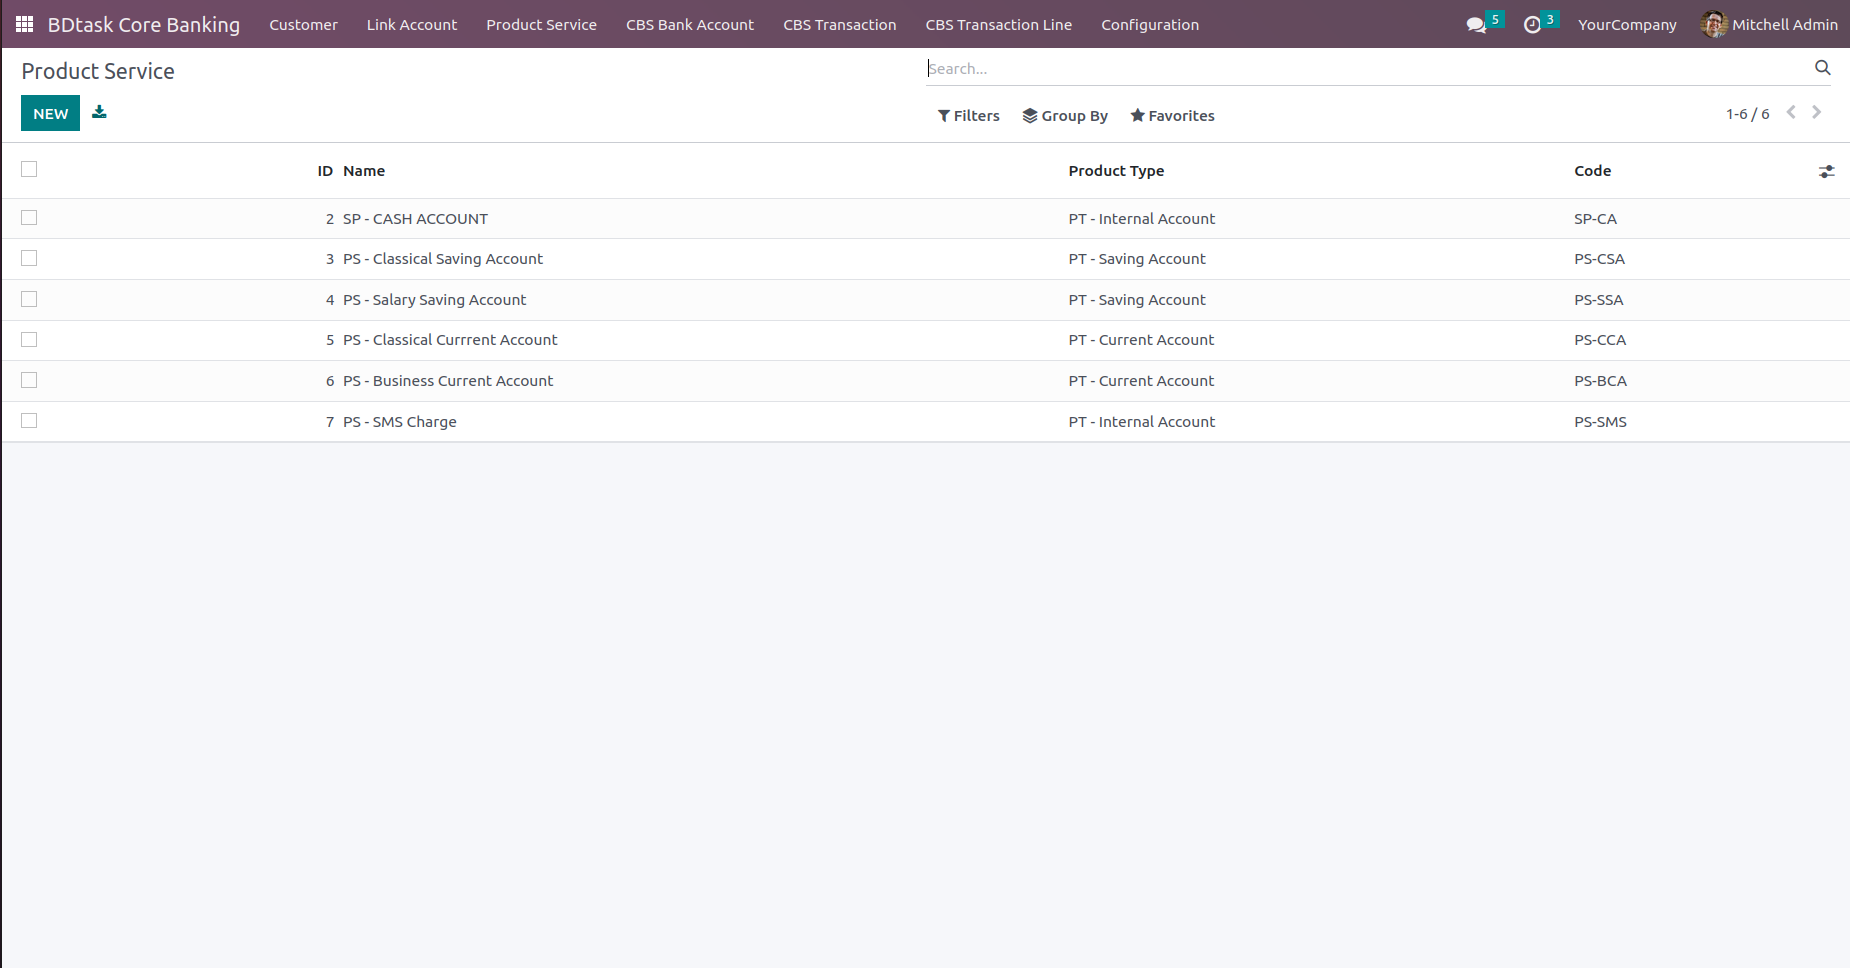 BDtask Core Banking Customer Link Account Product Service CBS Bank Account CBS Transaction CBS Transaction Line Configuration 5 3 YourCompany Mitchell Admin
Product Service Search...
NEW Filters Group By Favorites 1-6 / 6
ID Name Product Type Code
2 SP - CASH ACCOUNT PT - Internal Account SP-CA
3 PS - Classical Saving Account PT - Saving Account PS-CSA
4 PS - Salary Saving Account PT - Saving Account PS-SSA
5 PS - Classical Currrent Account PT - Current Account PS-CCA
6 PS - Business Current Account PT - Current Account PS-BCA
7 PS - SMS Charge PT - Internal Account PS-SMS